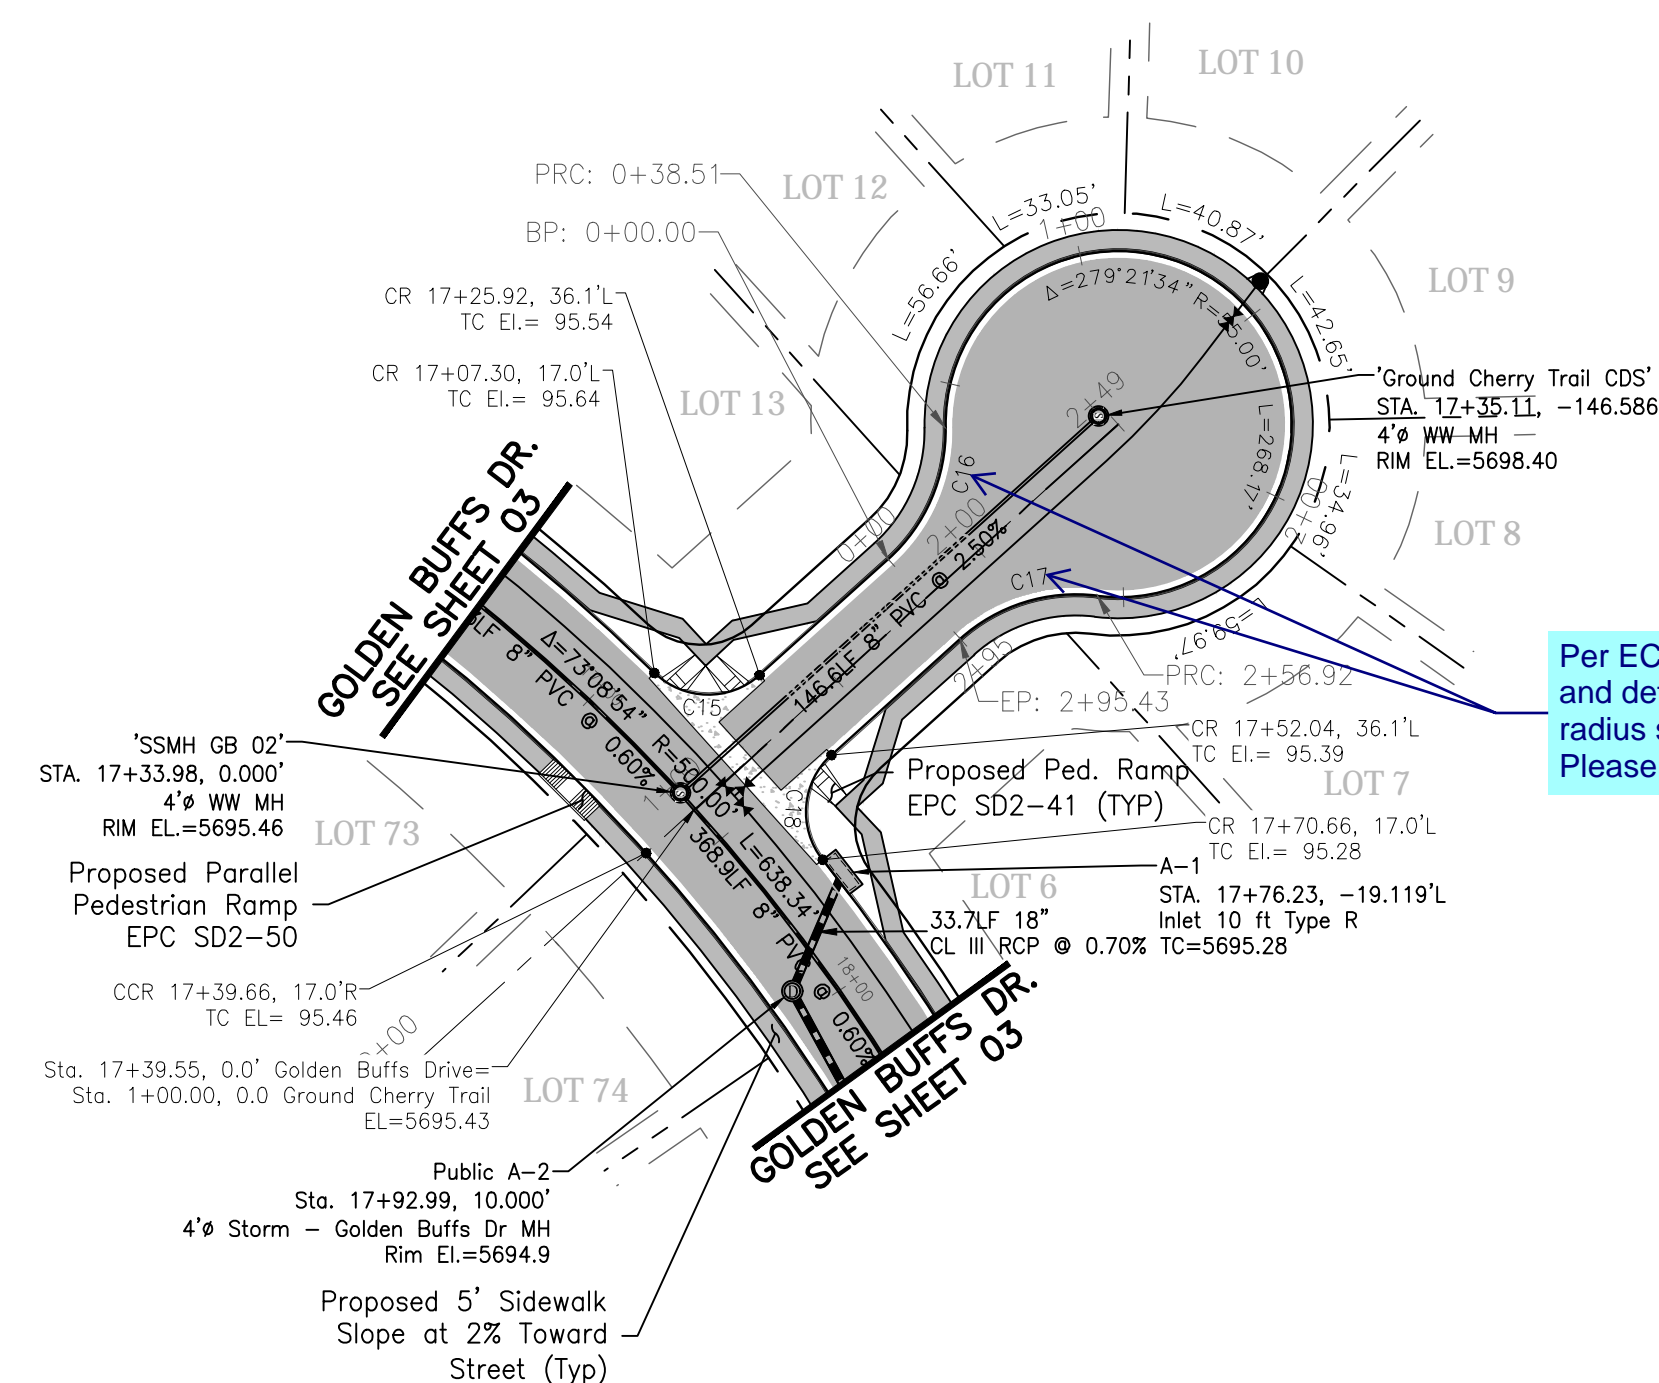 LOT 11
LOT 10
LOT 12
LOT 9
LOT 13
LOT 8
LOT 7
LOT 6
LOT 73
LOT 74
PRC: 0+38.51
BP: 0+00.00
CR 17+25.92, 36.1'L
TC El.= 95.54
CR 17+07.30, 17.0'L
TC El.= 95.64
L=33.05'
1+00
L=40.87'
L=56.66'
L=42.65'
Δ=279°21'34"
R=55.00'
L=268.17'
L=34.96'
2+00
=59.97'
2+49
'Ground Cherry Trail CDS'
STA. 17+35.11, -146.586
4'ø WW MH
RIM EL.=5698.40
C16
C17
0+00
2+00
146.6LF 8" PVC @ 2.50%
2+95
PRC: 2+56.92
EP: 2+95.43
Per EC
and det
radius s
Please
GOLDEN BUFFS DR.
SEE SHEET 03
LF
8" PVC @ 0.60%
Δ=73°08'54"
R=500.00'
L=638.34'
368.9LF 8" PVC @ 0.60%
C15
C18
18+00
'SSMH GB 02'
STA. 17+33.98, 0.000'
4'ø WW MH
RIM EL.=5695.46
Proposed Parallel
Pedestrian Ramp
EPC SD2-50
CR 17+52.04, 36.1'L
TC El.= 95.39
Proposed Ped. Ramp
EPC SD2-41 (TYP)
CR 17+70.66, 17.0'L
TC El.= 95.28
A-1
STA. 17+76.23, -19.119'L
Inlet 10 ft Type R
TC=5695.28
33.7LF 18"
CL III RCP @ 0.70%
CCR 17+39.66, 17.0'R
TC EL= 95.46
+00
Sta. 17+39.55, 0.0' Golden Buffs Drive=
Sta. 1+00.00, 0.0 Ground Cherry Trail
EL=5695.43
GOLDEN BUFFS DR.
SEE SHEET 03
Public A-2
Sta. 17+92.99, 10.000'
4'ø Storm - Golden Buffs Dr MH
Rim El.=5694.9
Proposed 5' Sidewalk
Slope at 2% Toward
Street (Typ)